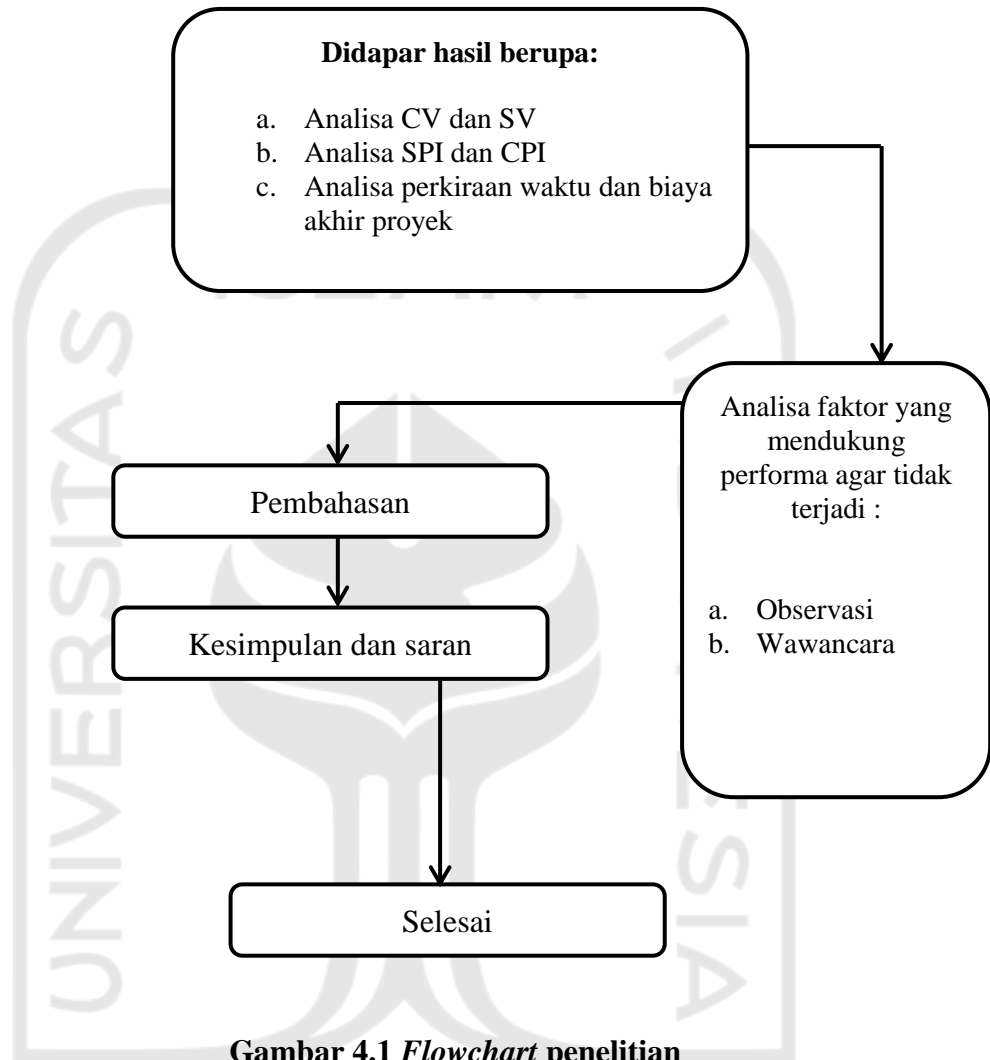 Didapar hasil berupa:
a. Analisa CV dan SV
b. Analisa SPI dan CPI
c. Analisa perkiraan waktu dan biaya
akhir proyek
Analisa faktor yang
mendukung
performa agar tidak
terjadi :
a. Observasi
b. Wawancara
Pembahasan
Kesimpulan dan saran
Selesai
Gambar 4.1 Flowchart penelitian
UNIVERSITAS